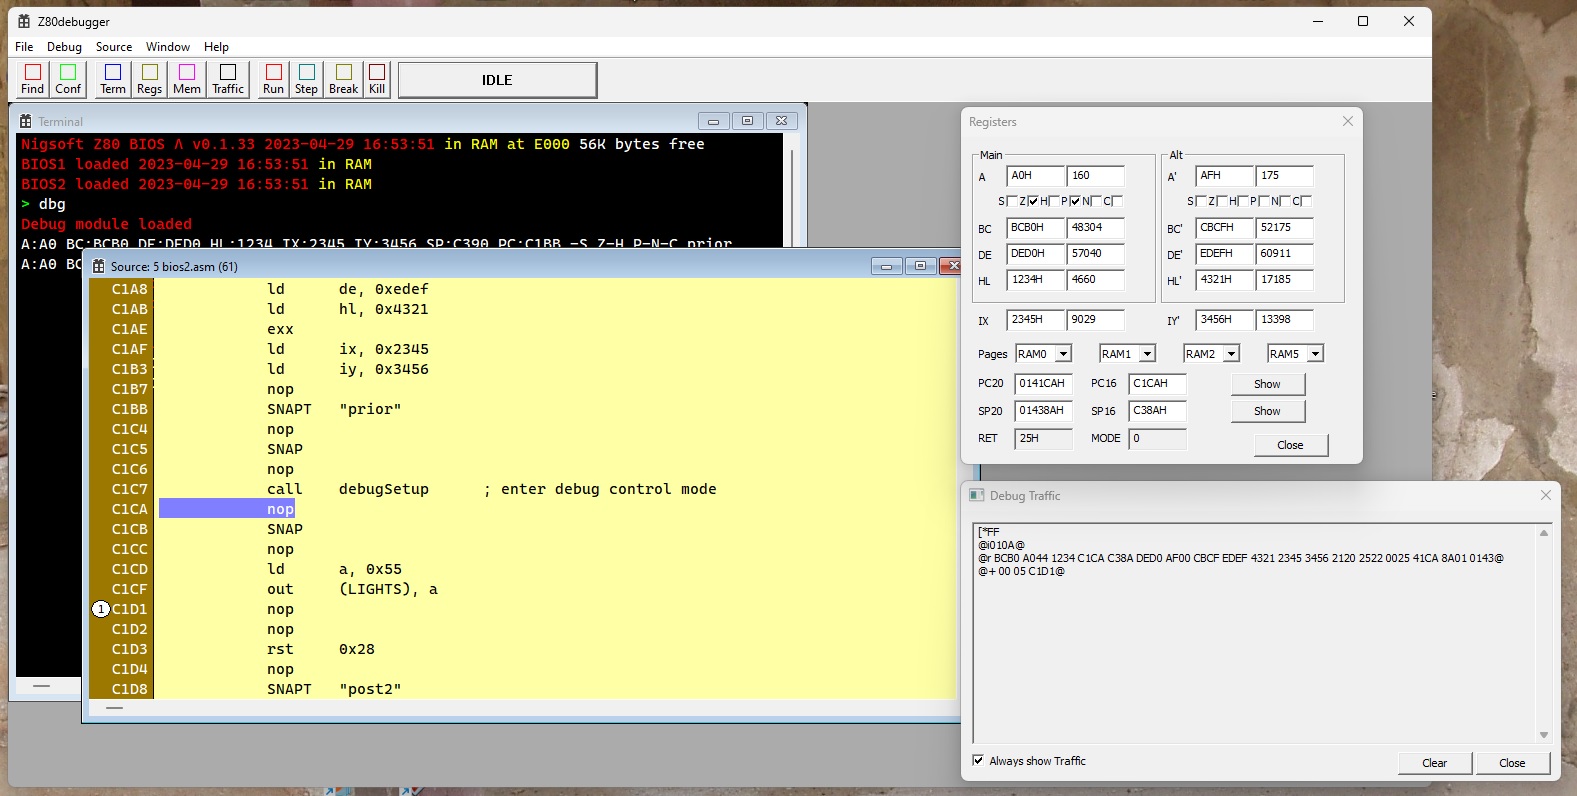 Z80debugger
File Debug Source Window Help
Find Conf Term Regs Mem Traffic Run Step Break Kill IDLE
Terminal
Nigsoft Z80 BIOS Λ v0.1.33 2023-04-29 16:53:51 in RAM at E000 56K bytes free
BIOS1 loaded 2023-04-29 16:53:51 in RAM
BIOS2 loaded 2023-04-29 16:53:51 in RAM
> dbg
Debug module loaded
A:A0 BC:BCB0 DE:DED0 HL:1234 IX:2345 IY:3456 SP:C390 PC:C1BB -S Z-H P-N-C prior
A:A0 BC
Source: 5 bios2.asm (61)
C1A8 ld de, 0xedef
C1AB ld hl, 0x4321
C1AE exx
C1AF ld ix, 0x2345
C1B3 ld iy, 0x3456
C1B7 nop
C1BB SNAPT "prior"
C1C4 nop
C1C5 SNAP
C1C6 nop
C1C7 call debugSetup ; enter debug control mode
C1CA nop
C1CB SNAP
C1CC nop
C1CD ld a, 0x55
C1CF out (LIGHTS), a
1 C1D1 nop
C1D2 nop
C1D3 rst 0x28
C1D4 nop
C1D8 SNAPT "post2"
Registers
Main Alt
A A0H 160 A' AFH 175
S Z H P N C S Z H P N C
BC BCB0H 48304 BC' CBCFH 52175
DE DED0H 57040 DE' EDEFH 60911
HL 1234H 4660 HL' 4321H 17185
IX 2345H 9029 IY' 3456H 13398
Pages RAM0 RAM1 RAM2 RAM5
PC20 0141CAH PC16 C1CAH Show
SP20 01438AH SP16 C38AH Show
RET 25H MODE 0
Close
Debug Traffic
[*FF
@i010A@
@r BCB0 A044 1234 C1CA C38A DED0 AF00 CBCF EDEF 4321 2345 3456 2120 2522 0025 41CA 8A01 0143@
@+ 00 05 C1D1@
Always show Traffic Clear Close